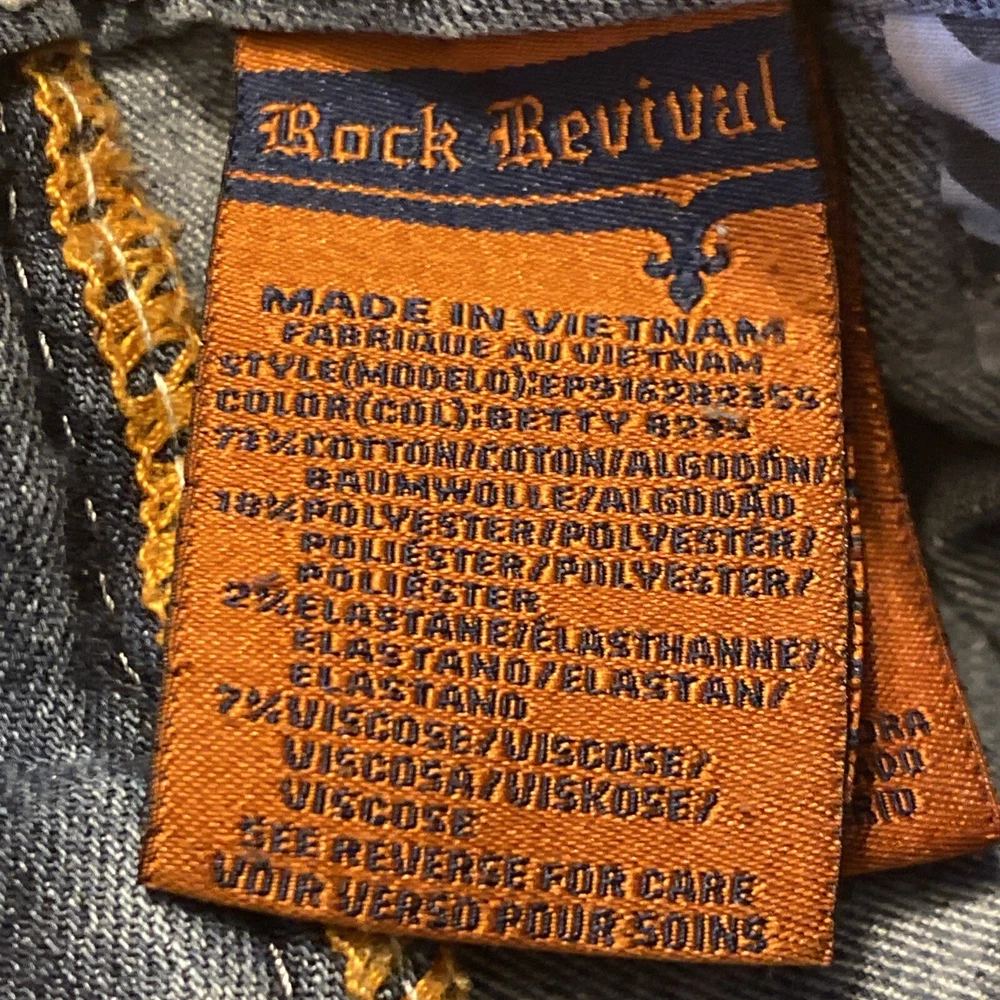 Rock Revival
MADE IN VIETNAM
FABRIQUE AU VIETNAM
STYLE(MODELO):EP9162B235S
COLOR(COL):BETTY B235
73%COTTON/COTON/ALGODÓN/
BAUMWOLLE/ALGODÃO
18%POLYESTER/POLYESTER/
POLIÉSTER/POLYESTER/
POLIÉSTER
2%ELASTANE/ÉLASTHANNE/
ELASTANO/ELASTAN/
ELASTANO
7%VISCOSE/VISCOSE/
VISCOSA/VISKOSE/
VISCOSE
SEE REVERSE FOR CARE
VOIR VERSO POUR SOINS